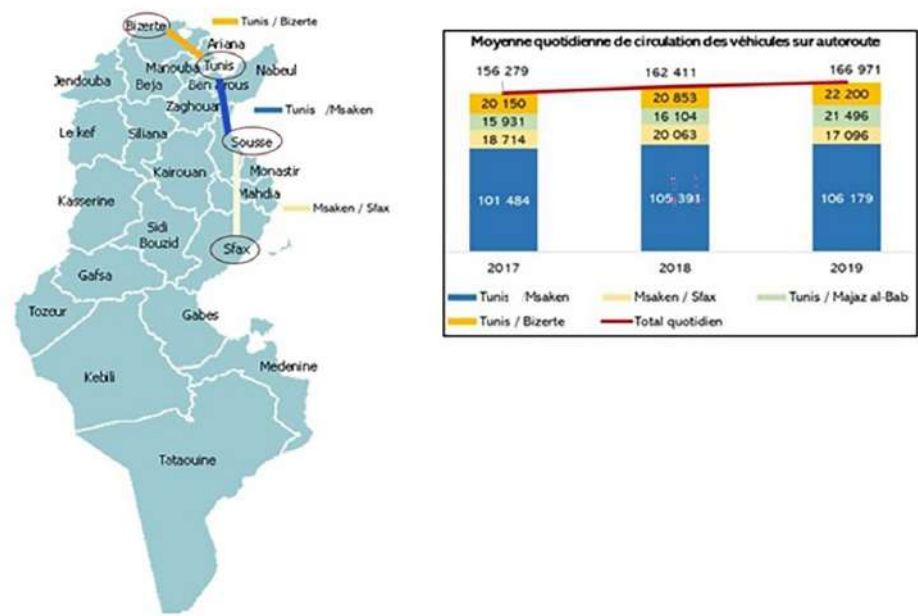 Bizerte
Tunis / Bizerte
Ariana
Manouba
Tunis
Nabeul
Jendouba
Beja
Ben Arous
Zaghouan
Tunis /Msaken
Le kef
Siliana
Sousse
Kairouan
Monastir
Mahdia
Kasserine
Msaken / Sfax
Sidi
Bouzid
Sfax
Gafsa
Tozeur
Gabes
Medenine
Kebili
Tataouine
Moyenne quotidienne de circulation des véhicules sur autoroute
156 279 162 411 166 971
20 150 20 853 22 200
15 931 16 104 21 496
18 714 20 063 17 096
101 484 105 391 106 179
2017 2018 2019
Tunis /Msaken Msaken / Sfax Tunis / Majaz al-Bab
Tunis / Bizerte Total quotidien